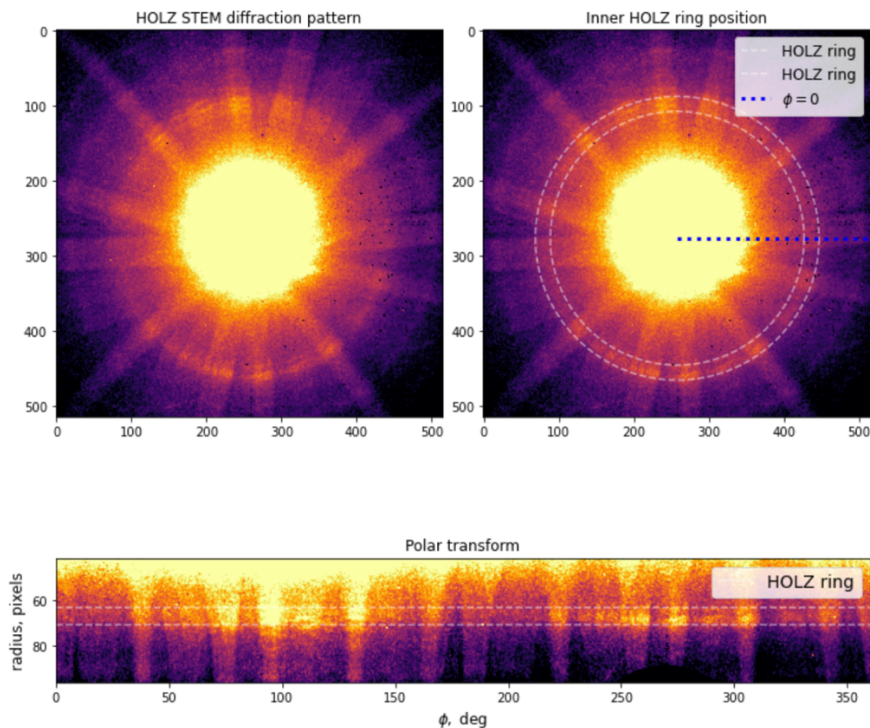 HOLZ STEM diffraction pattern
0
100
200
300
400
500
0 100 200 300 400 500
Inner HOLZ ring position
HOLZ ring
HOLZ ring
ϕ = 0
0
100
200
300
400
500
0 100 200 300 400 500
Polar transform
HOLZ ring
radius, pixels
60
80
0 50 100 150 200 250 300 350
ϕ, deg